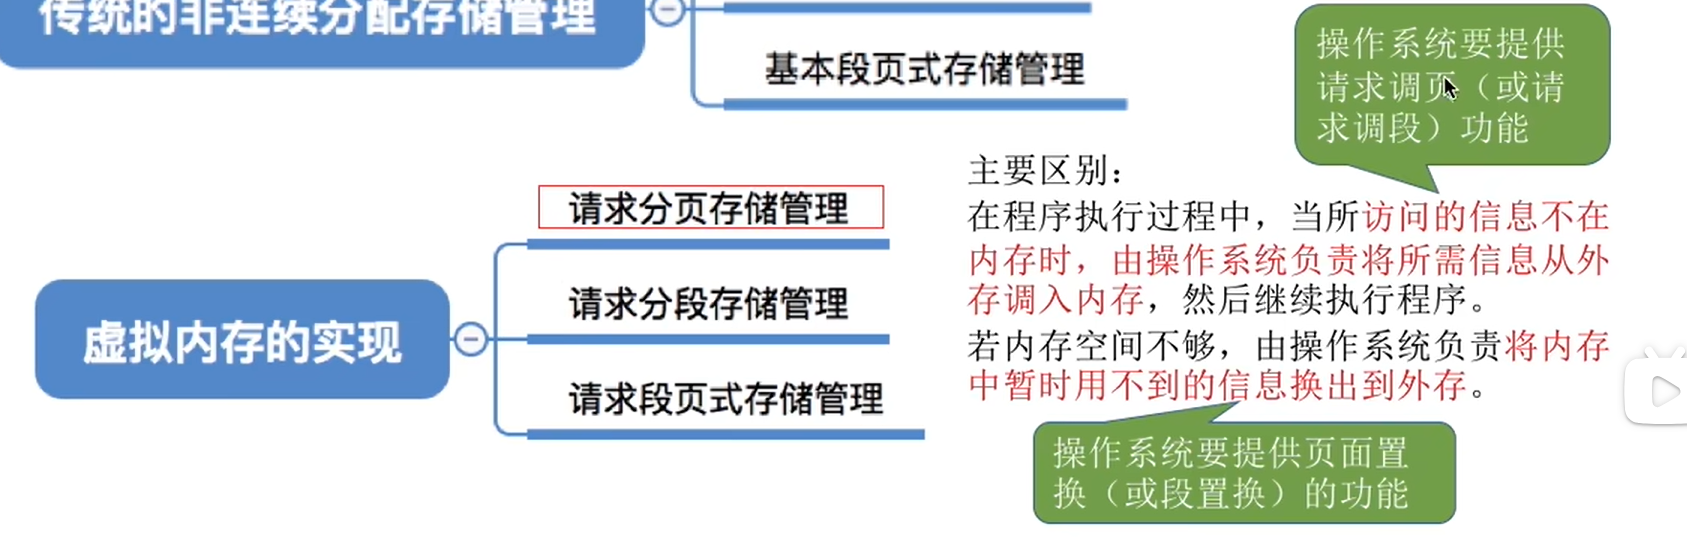 传统的非连续分配存储管理
基本段页式存储管理
操作系统要提供
请求调页（或请
求调段）功能
主要区别：
请求分页存储管理
在程序执行过程中，当所访问的信息不在
内存时，由操作系统负责将所需信息从外
存调入内存，然后继续执行程序。
请求分段存储管理
虚拟内存的实现
若内存空间不够，由操作系统负责将内存
中暂时用不到的信息换出到外存。
请求段页式存储管理
操作系统要提供页面置
换（或段置换）的功能